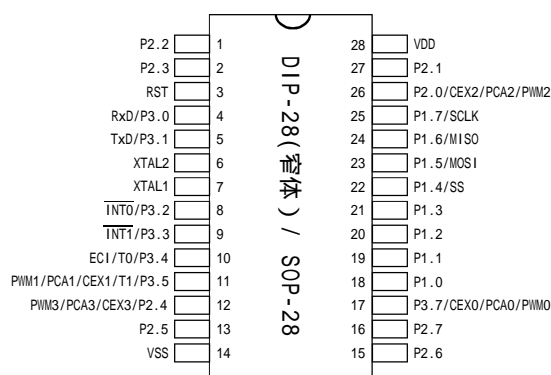 P2.2 1
P2.3 2
RST 3
RxD/P3.0 4
TxD/P3.1 5
XTAL2 6
XTAL1 7
INT0/P3.2 8
INT1/P3.3 9
ECI/T0/P3.4 10
PWM1/PCA1/CEX1/T1/P3.5 11
PWM3/PCA3/CEX3/P2.4 12
P2.5 13
VSS 14
DIP-28(窄体) / SOP-28
28 VDD
27 P2.1
26 P2.0/CEX2/PCA2/PWM2
25 P1.7/SCLK
24 P1.6/MISO
23 P1.5/MOSI
22 P1.4/SS
21 P1.3
20 P1.2
19 P1.1
18 P1.0
17 P3.7/CEX0/PCA0/PWM0
16 P2.7
15 P2.6